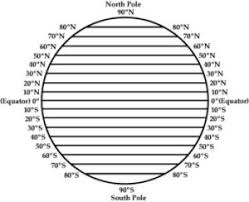 North Pole
90°N
80°N 80°N
70°N 70°N
60°N 60°N
50°N 50°N
40°N 40°N
30°N 30°N
20°N 20°N
10°N 10°N
(Equator) 0° 0° (Equator)
10°S 10°S
20°S 20°S
30°S 30°S
40°S 40°S
50°S 50°S
60°S 60°S
70°S 70°S
80°S 80°S
90°S
South Pole